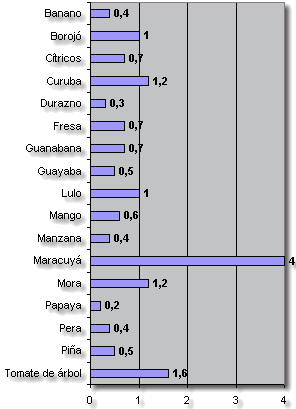 Banano 0,4
Borojó 1
Cítricos 0,7
Curuba 1,2
Durazno 0,3
Fresa 0,7
Guanabana 0,7
Guayaba 0,5
Lulo 1
Mango 0,6
Manzana 0,4
Maracuyá 4
Mora 1,2
Papaya 0,2
Pera 0,4
Piña 0,5
Tomate de árbol 1,6
0 1 2 3 4